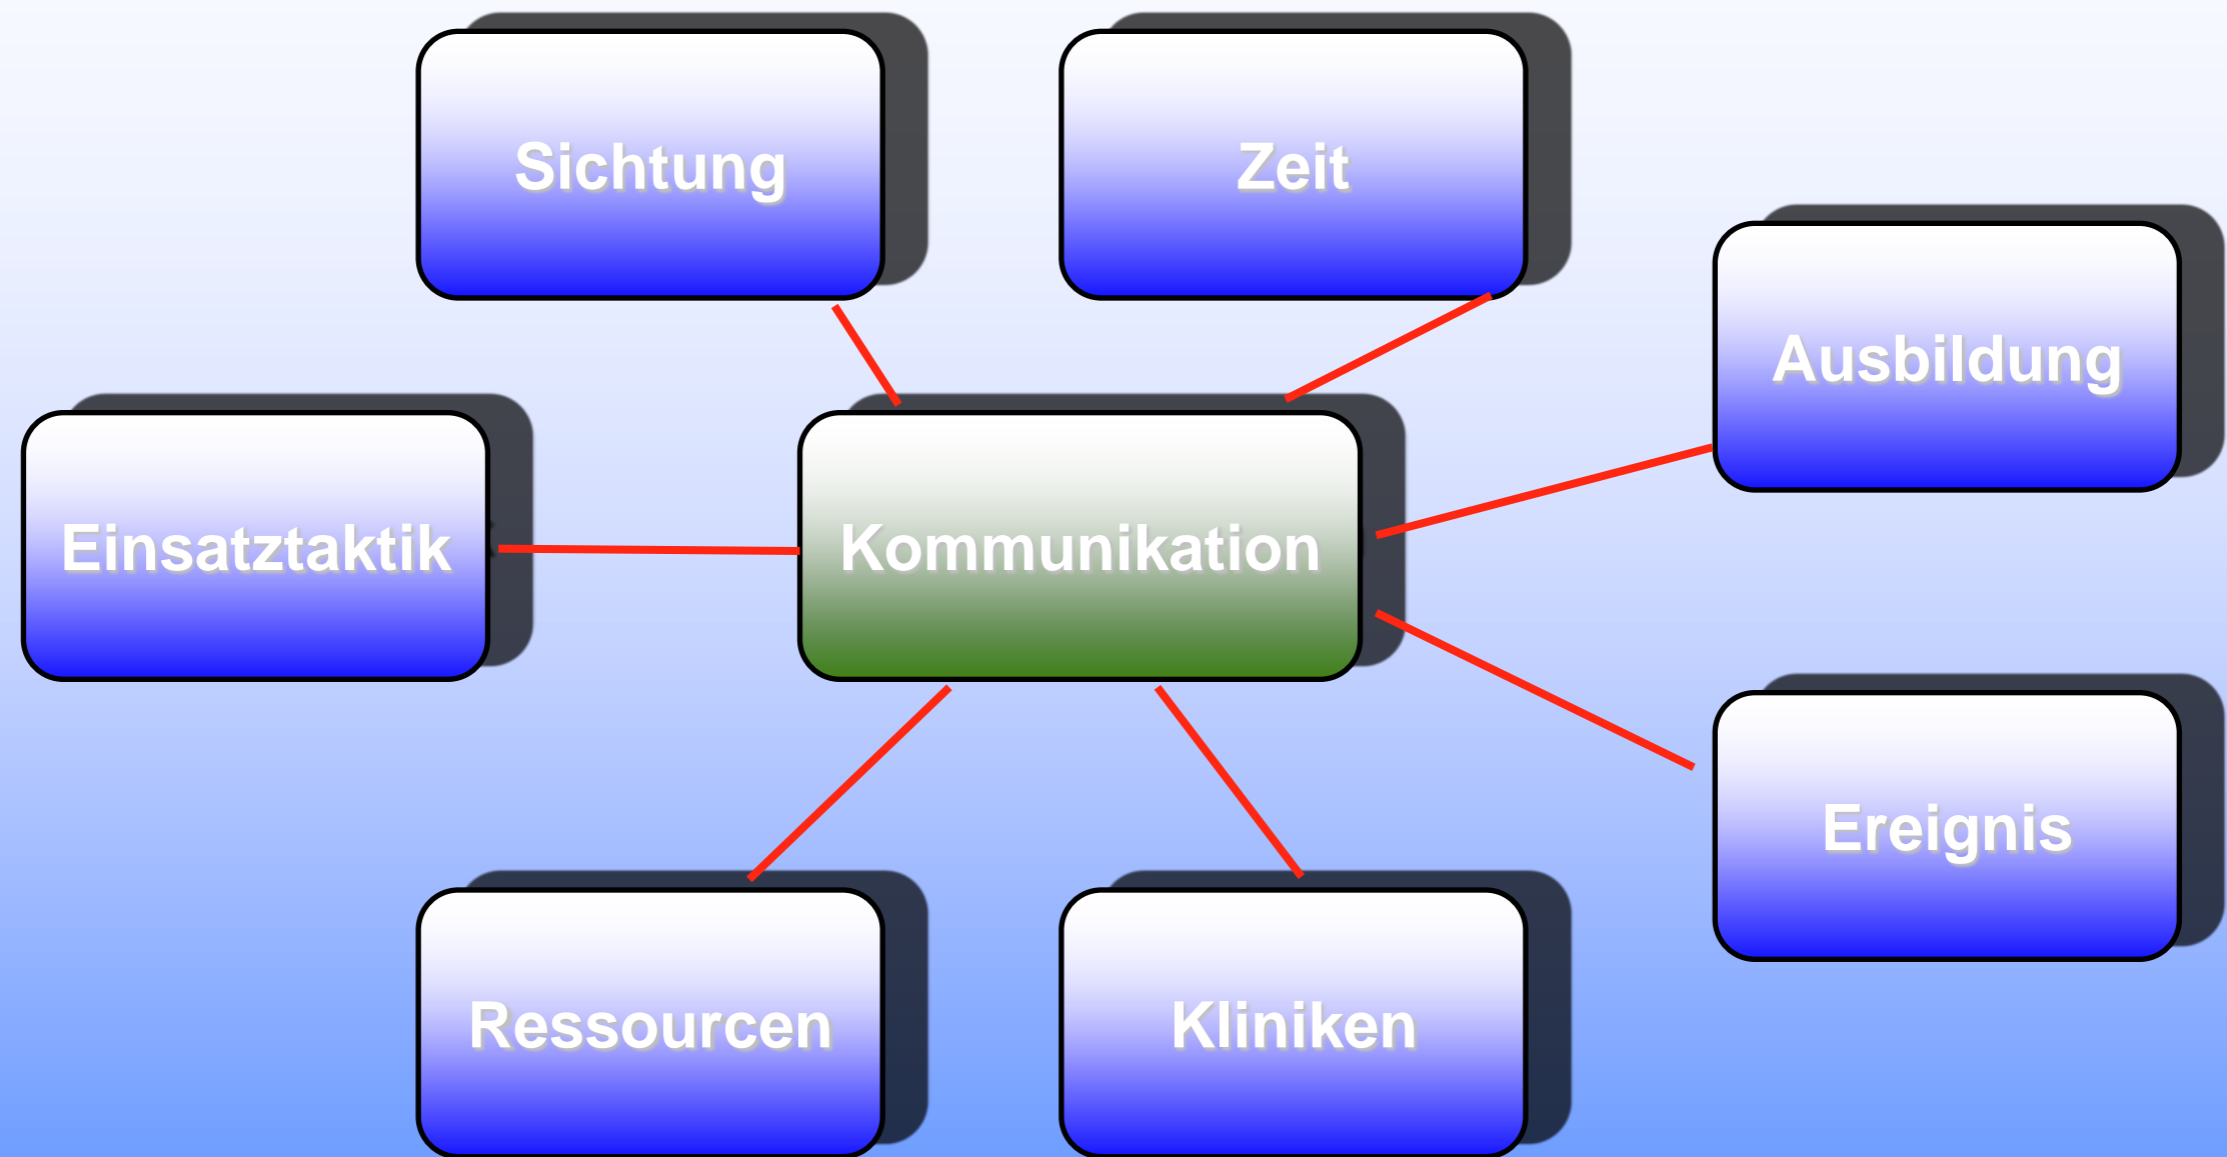 Sichtung
Zeit
Ausbildung
Einsatztaktik
Kommunikation
Ereignis
Ressourcen
Kliniken